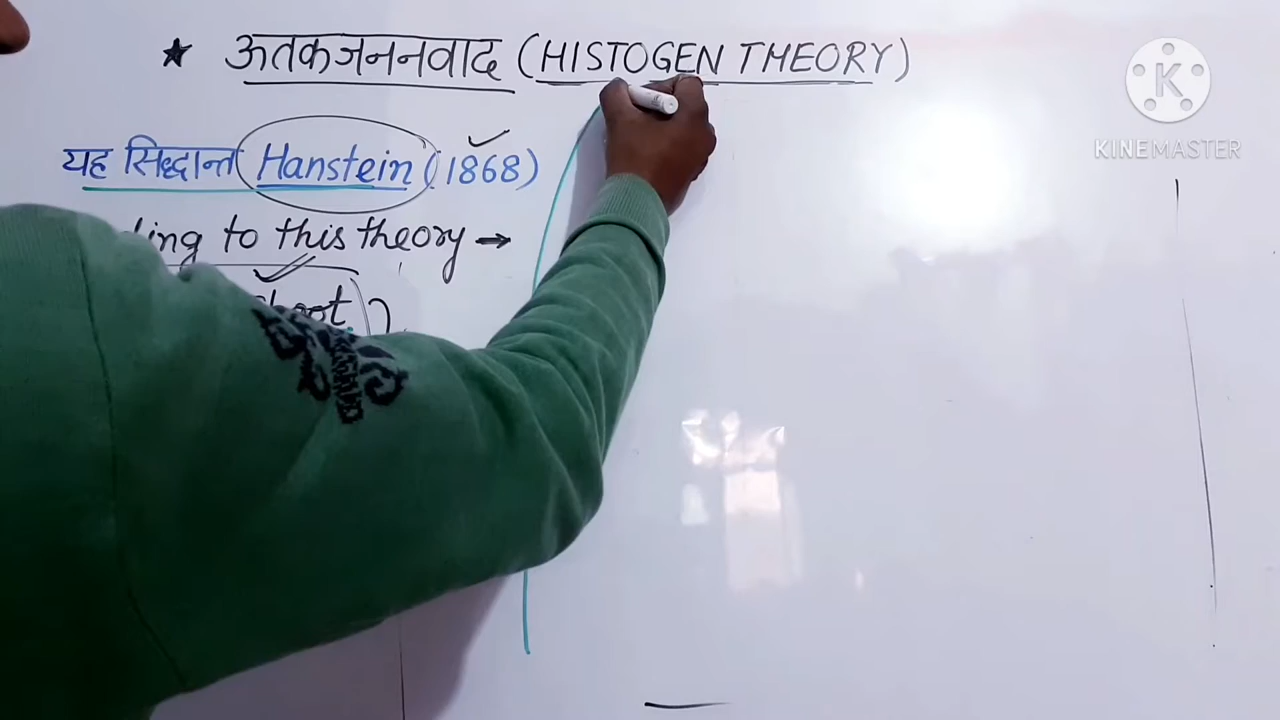 ★ ऊतकजननवाद (HISTOGEN THEORY)
यह सिद्धान्त Hanstein (1868)
to this theory →
KINEMASTER